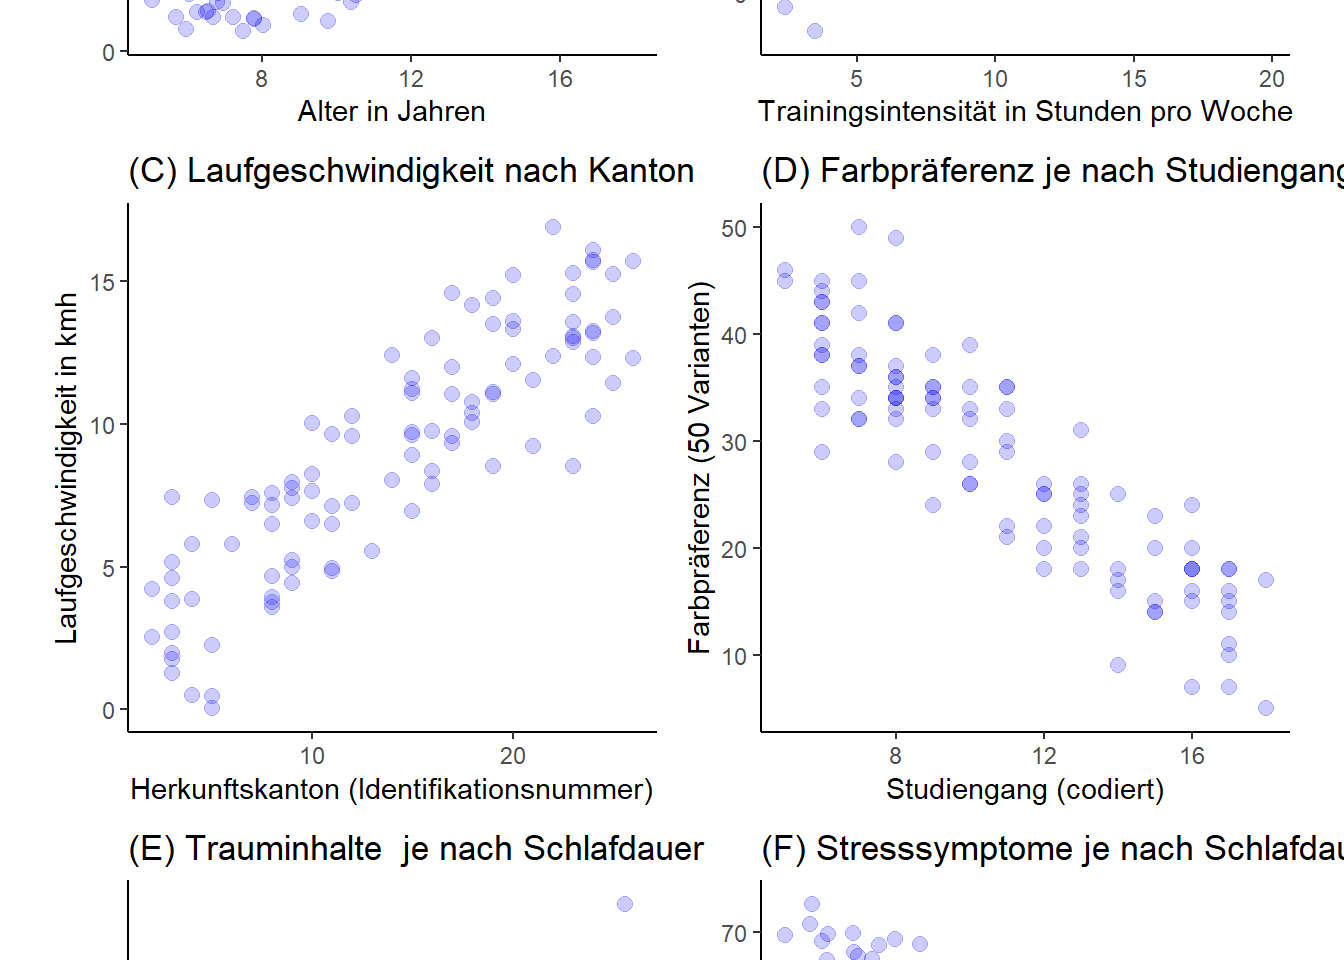 0
8 12 16
Alter in Jahren
5 10 15 20
Trainingsintensität in Stunden pro Woche
(C) Laufgeschwindigkeit nach Kanton
Laufgeschwindigkeit in kmh
15
10
5
0
10 20
Herkunftskanton (Identifikationsnummer)
(D) Farbpräferenz je nach Studiengang
Farbpräferenz (50 Varianten)
50
40
30
20
10
8 12 16
Studiengang (codiert)
(E) Trauminhalte  je nach Schlafdauer
(F) Stresssymptome je nach Schlafdau
70